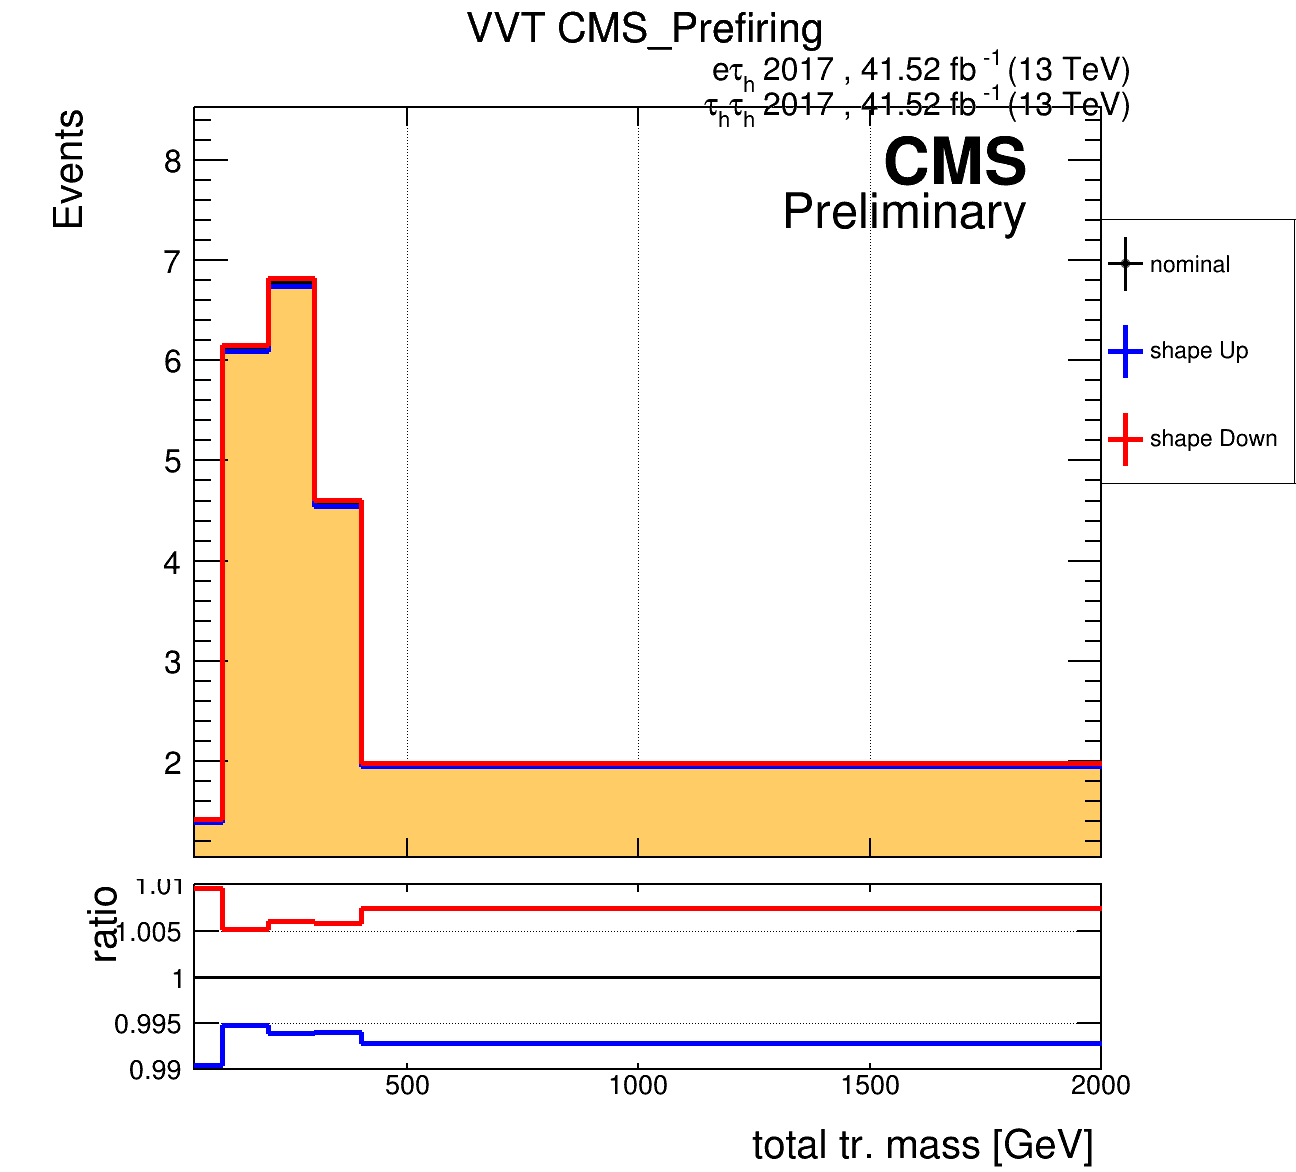 VVT CMS_Prefiring
eτh 2017 , 41.52 fb -1 (13 TeV)
τhτh 2017 , 41.52 fb -1 (13 TeV)
CMS
Preliminary
Events
8
7
6
5
4
3
2
nominal
shape Up
shape Down
ratio
1.01
1.005
1
0.995
0.99
500 1000 1500 2000
total tr. mass [GeV]